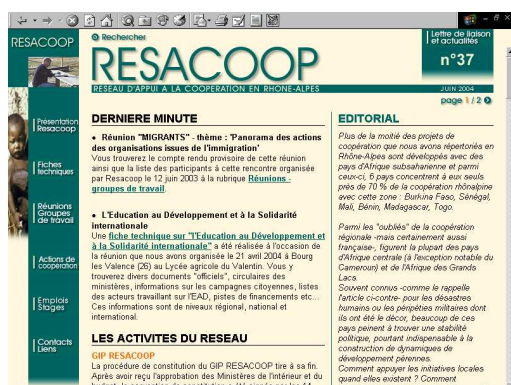 Rechercher
RESACOOP
RESACOOP
RESEAU D'APPUI A LA COOPERATION EN RHONE-ALPES
Lettre de liaison
et actualités
n°37
JUIN 2004
page 1 / 2
Présentation
Resacoop
Fiches
techniques
Réunions
Groupes
de travail
Actions de
coopération
Emplois
Stages
Contacts
Liens
DERNIERE MINUTE
• Réunion "MIGRANTS" - thème : 'Panorama des actions
des organisations issues de l'immigration'
Vous trouverez le compte rendu provisoire de cette réunion
ainsi que la liste des participants à cette rencontre organisée
par Resacoop le 12 juin 2003 à la rubrique Réunions -
groupes de travail.
• L'Education au Développement et à la Solidarité
internationale
Une fiche technique sur "l'Education au Développement et
à la Solidarité internationale" a été réalisée à l'occasion de
la réunion que nous avons organisée le 21 avril 2004 à Bourg
les Valence (26) au Lycée agricole du Valentin. Vous y
trouverez divers documents "officiels", circulaires des
ministères, informations sur les campagnes citoyennes, listes
des acteurs travaillant sur l'EAD, pistes de financements etc...
Ces informations sont de niveaux régional, national et
international.
LES ACTIVITES DU RESEAU
GIP RESACOOP
La procédure de constitution du GIP RESACOOP tire à sa fin.
Après avoir reçu l'approbation des Ministères de l'intérieur et du
EDITORIAL
Plus de la moitié des projets de
coopération que nous avons répertoriés en
Rhône-Alpes sont développés avec des
pays d'Afrique subsaharienne et parmi
ceux-ci, 6 pays concentrent à eux seuls
près de 70 % de la coopération rhônalpine
avec cette zone : Burkina Faso, Sénégal,
Mali, Bénin, Madagascar, Togo.
Parmi les "oubliés" de la coopération
régionale -mais certainement aussi
française-, figurent la plupart des pays
d'Afrique centrale (à l'exception notable du
Cameroun) et de l'Afrique des Grands
Lacs.
Souvent connus -comme le rappelle
l'article ci-contre- pour les désastres
humains ou les péripéties militaires dont
ils ont été le décor, beaucoup de ces
pays peinent à trouver une stabilité
politique, pourtant indispensable à la
construction de dynamiques de
développement pérennes.
Comment appuyer les initiatives locales
quand elles existent ? Comment